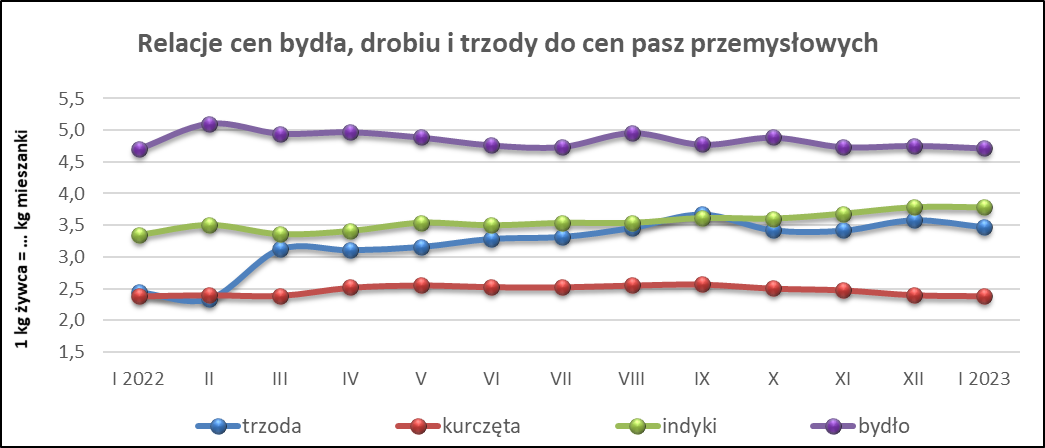 Relacje cen bydła, drobiu i trzody do cen pasz przemysłowych
1 kg żywca = ... kg mieszanki
5,5
5,0
4,5
4,0
3,5
3,0
2,5
2,0
1,5
I 2022 II III IV V VI VII VIII IX X XI XII I 2023
trzoda kurczęta indyki bydło